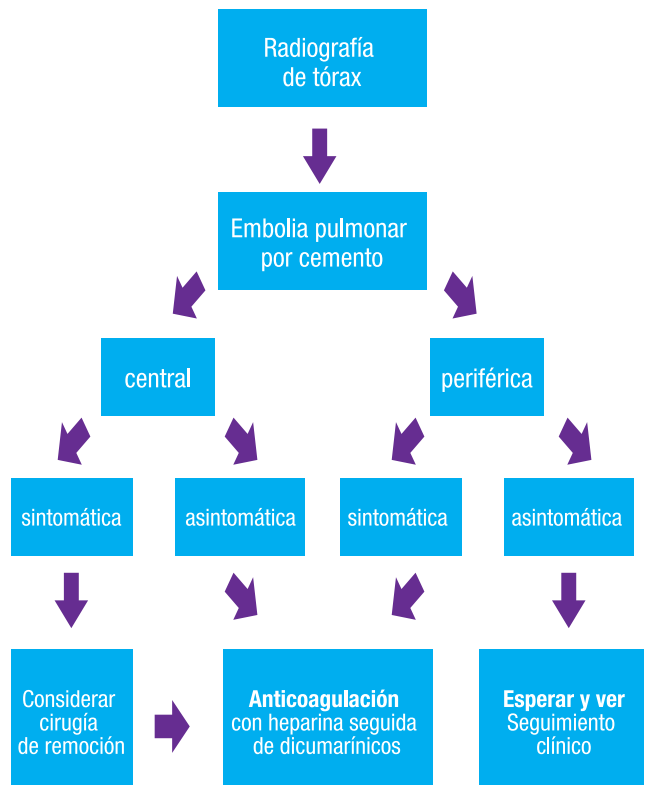 Radiografía
de tórax
Embolia pulmonar
por cemento
central
periférica
sintomática
asintomática
sintomática
asintomática
Considerar
cirugía
de remoción
Anticoagulación
con heparina seguida
de dicumarínicos
Esperar y ver
Seguimiento
clínico